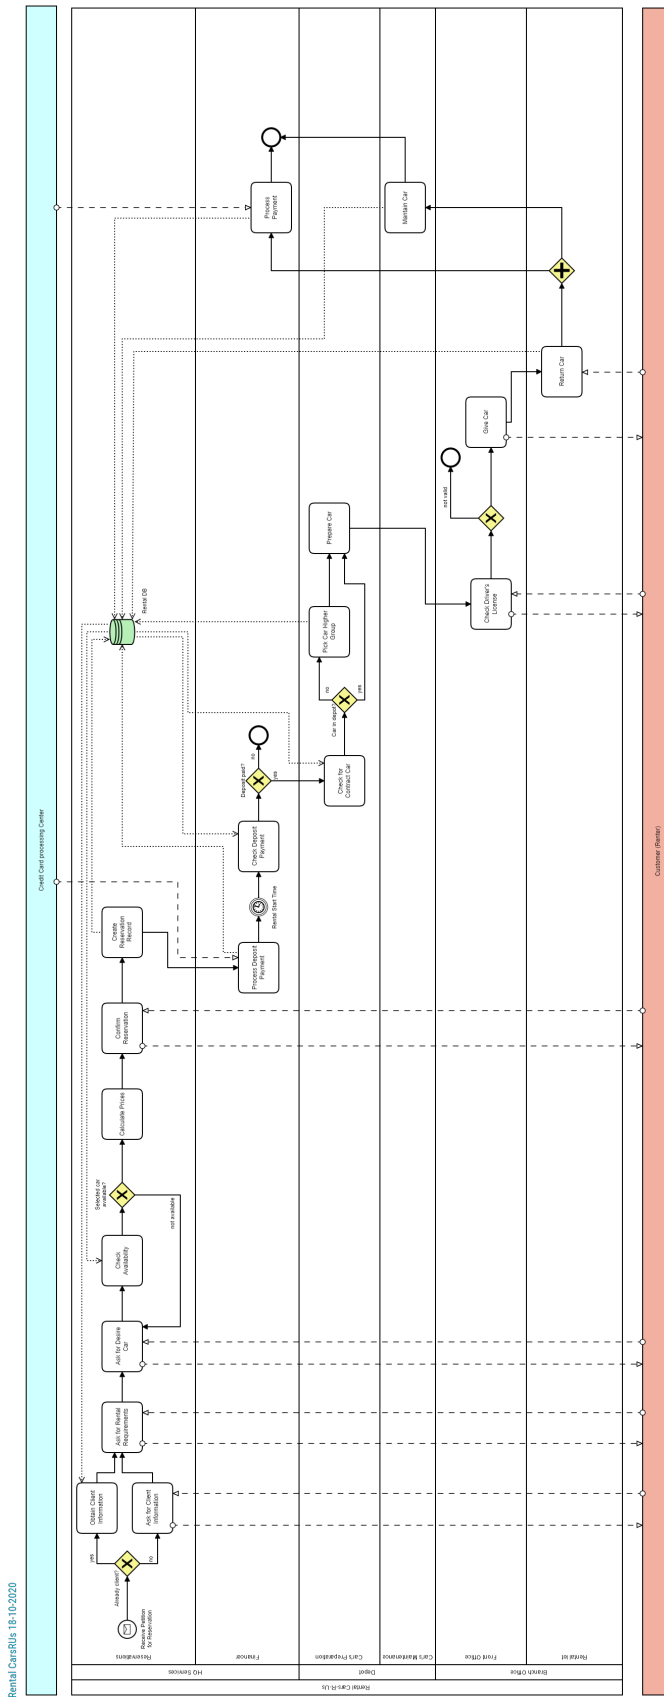 Rental CarsRUs 18-10-2020
Credit Card processing Center
Rental Cars-R-Us
HQ Services
Depot
Branch Office
Reservations
Financer
Car's Preparation
Car's Maintenance
Front Office
Rental lst
Receive Petition
for Reservation
Already client?
yes
no
Obtain Client
Information
Ask for Client
Information
Ask for Rental
Requirements
Ask for Desire
Car
Check
Availability
Selected car
available?
not available
Calculate Prices
Confirm
Reservation
Create
Reservation
Record
Process Deposit
Payment
Rental Start Time
Check Deposit
Payment
Deposit paid?
no
yes
Check for
Contract Car
Car in depot?
no
yes
Pick Car Higher
Group
Prepare Car
Rental DB
Check Driver's
License
not valid
Give Car
Return Car
Process
Payment
Maintain Car
Customer (Renter)